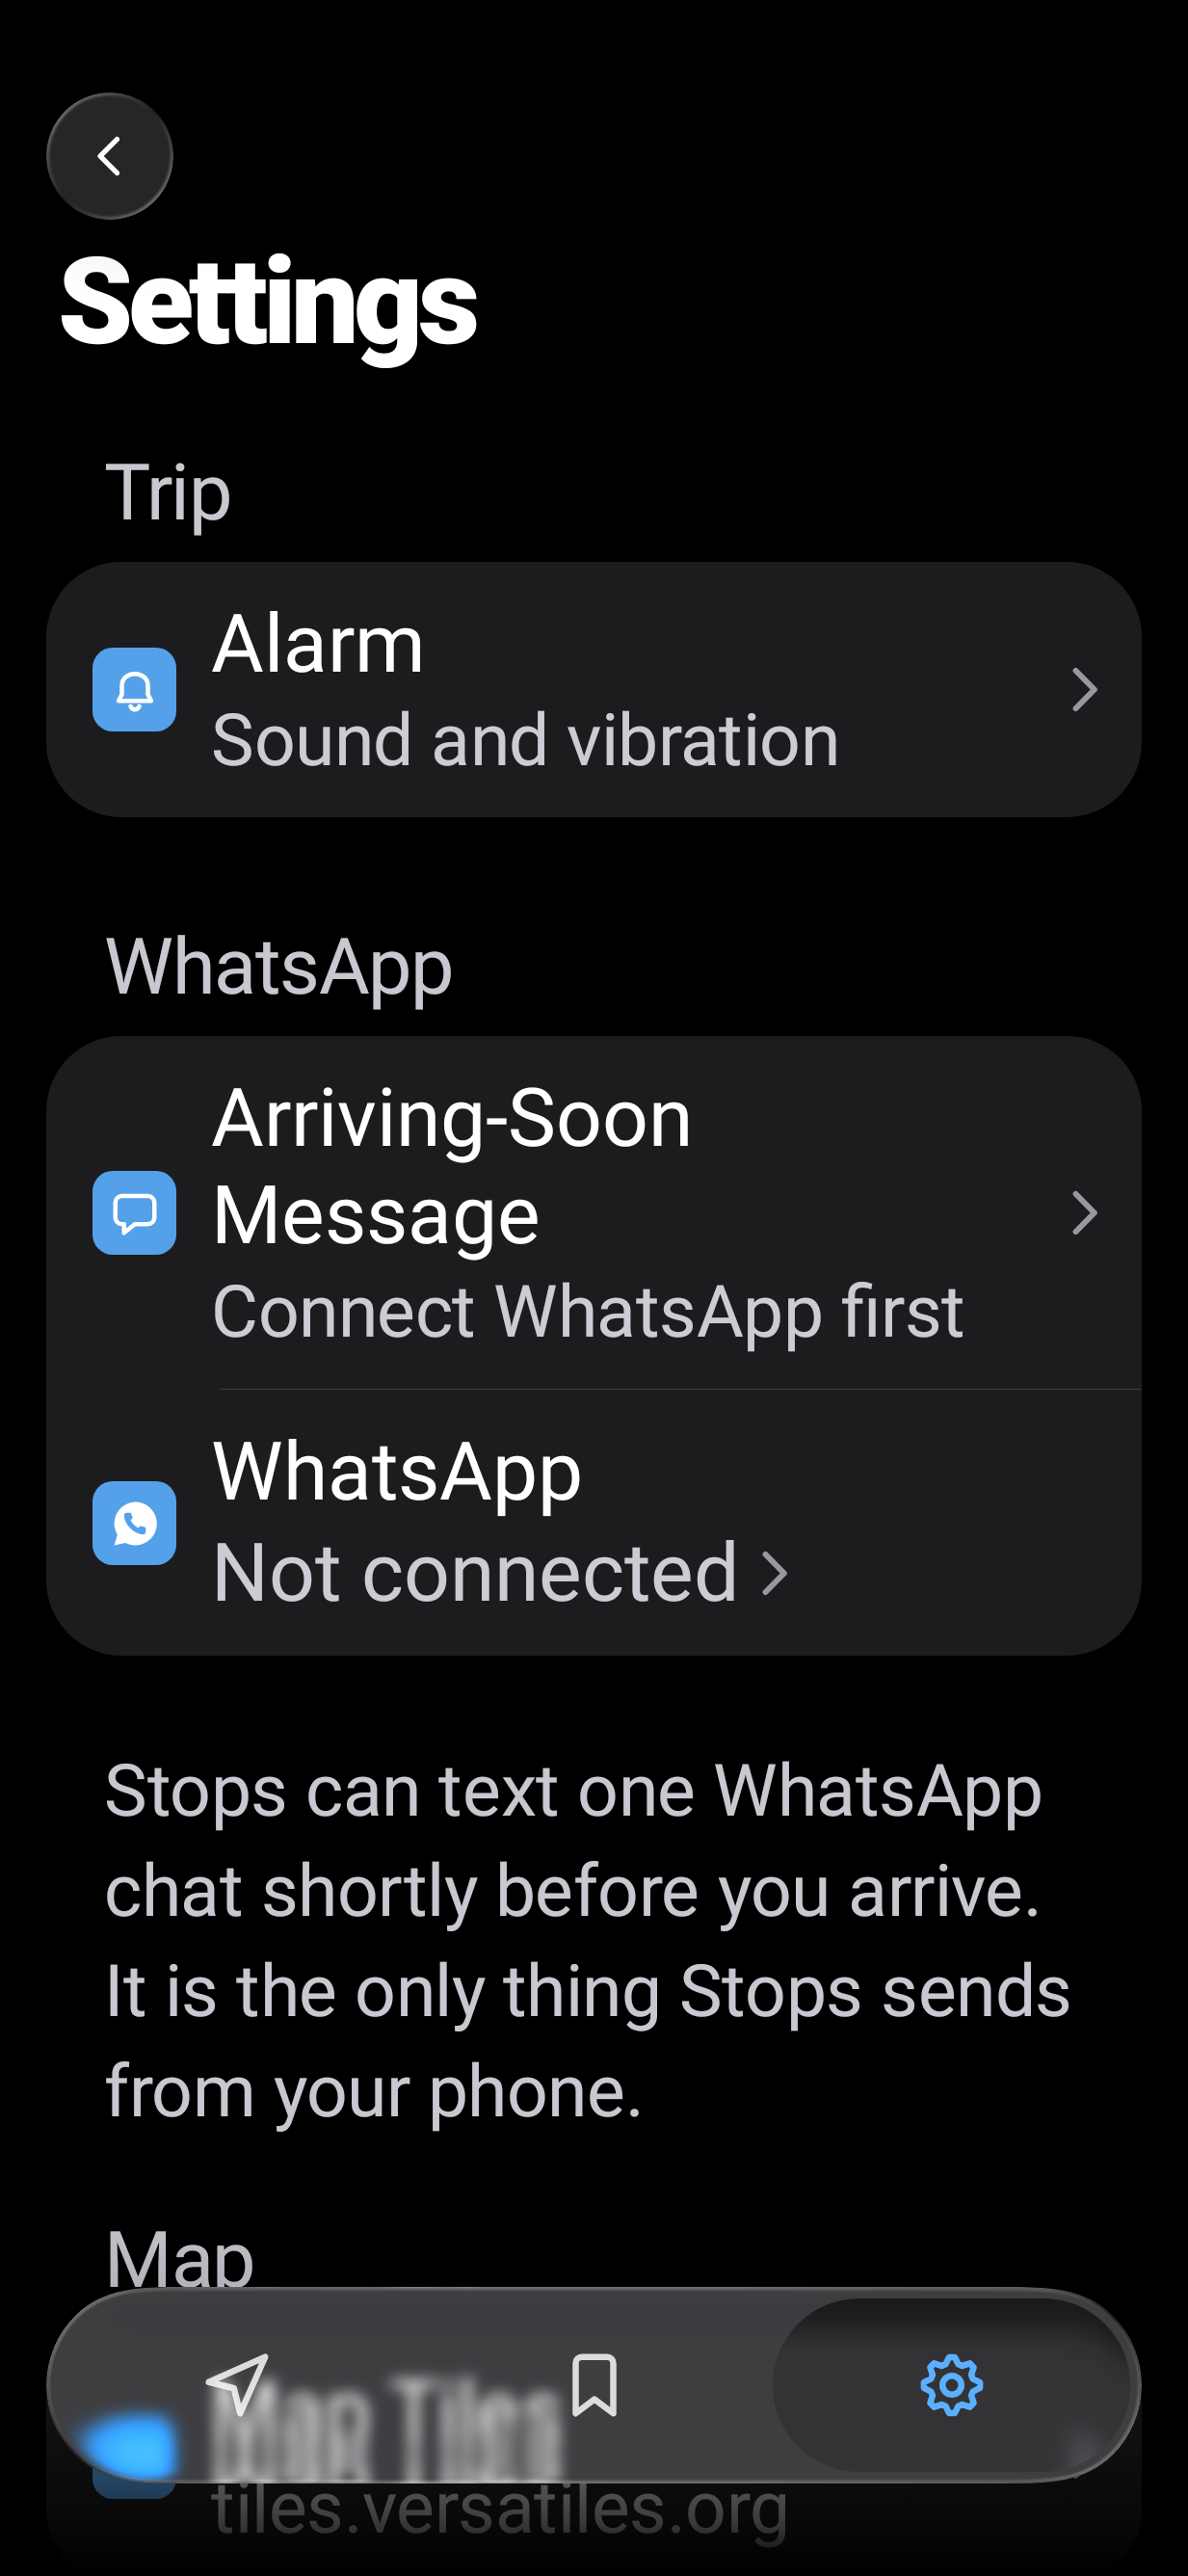 Settings
Trip
Alarm
Sound and vibration
WhatsApp
Arriving-Soon
Message
Connect WhatsApp first
WhatsApp
Not connected
Stops can text one WhatsApp
chat shortly before you arrive.
It is the only thing Stops sends
from your phone.
Map
Map Tiles
tiles.versatiles.org